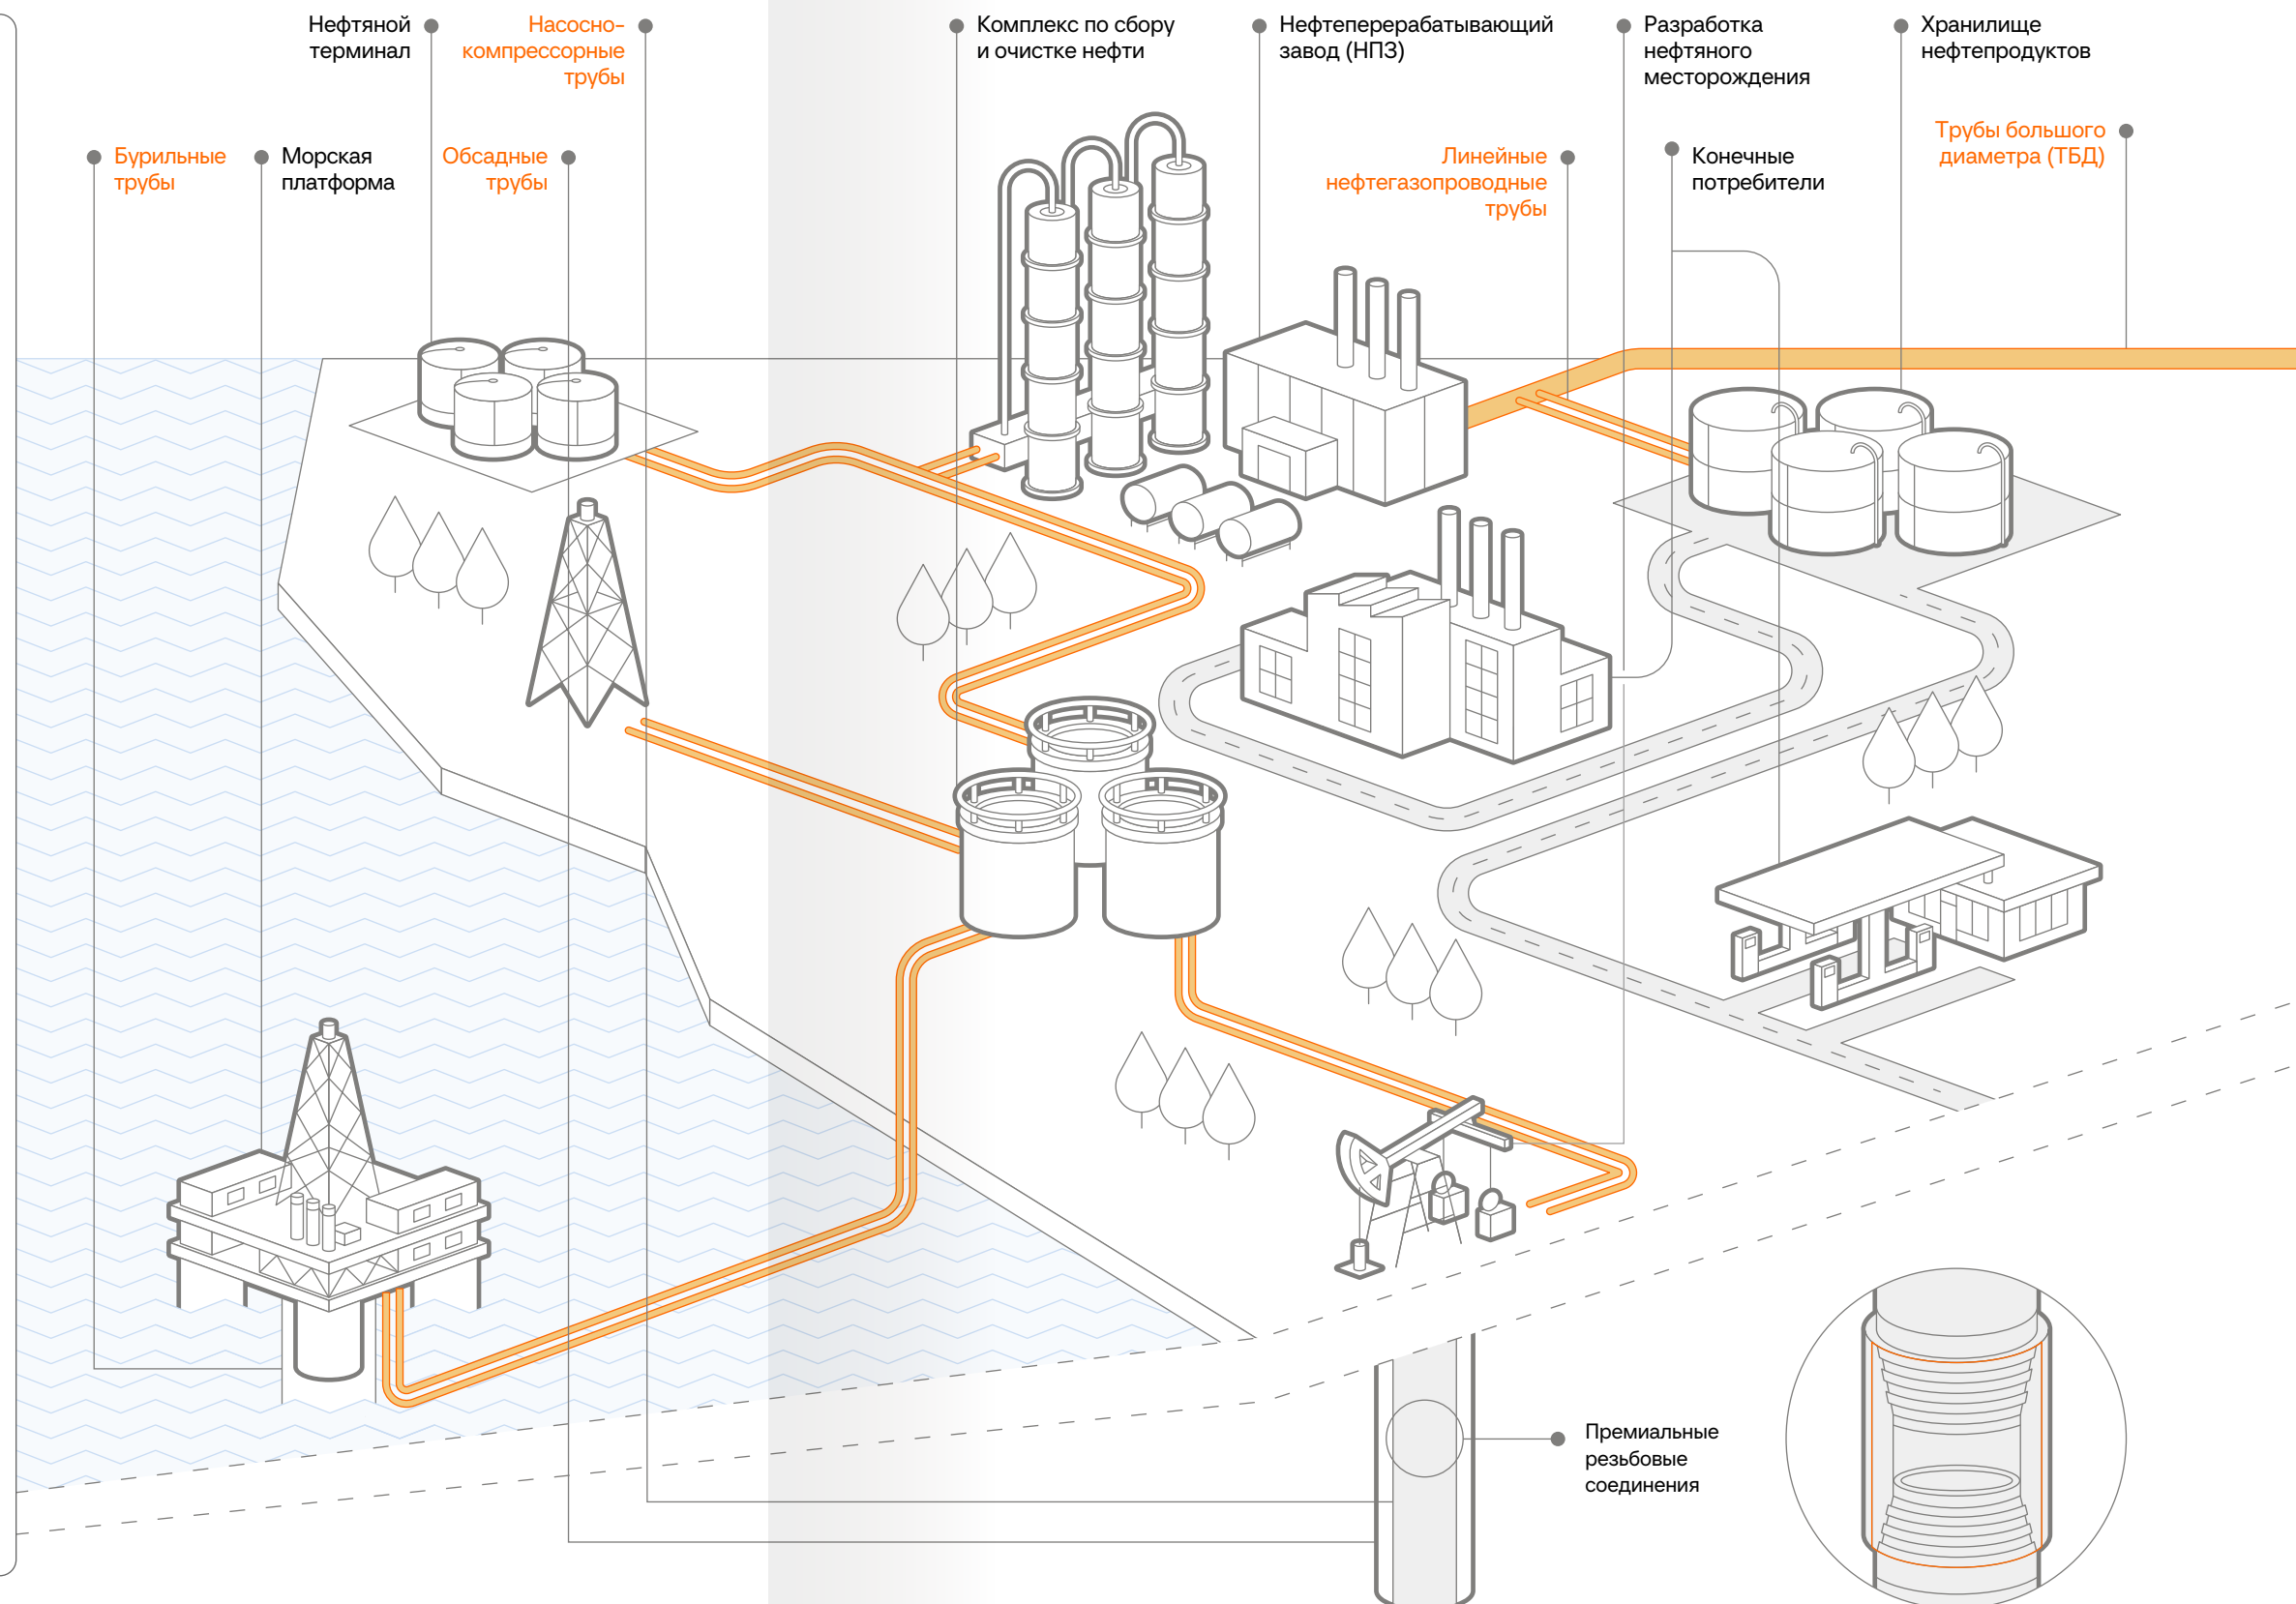 Нефтяной
терминал
Насосно-
компрессорные
трубы
Комплекс по сбору
и очистке нефти
Нефтеперерабатывающий
завод (НПЗ)
Разработка
нефтяного
месторождения
Хранилище
нефтепродуктов
Бурильные
трубы
Морская
платформа
Обсадные
трубы
Линейные
нефтегазопроводные
трубы
Конечные
потребители
Трубы большого
диаметра (ТБД)
Премиальные
резьбовые
соединения